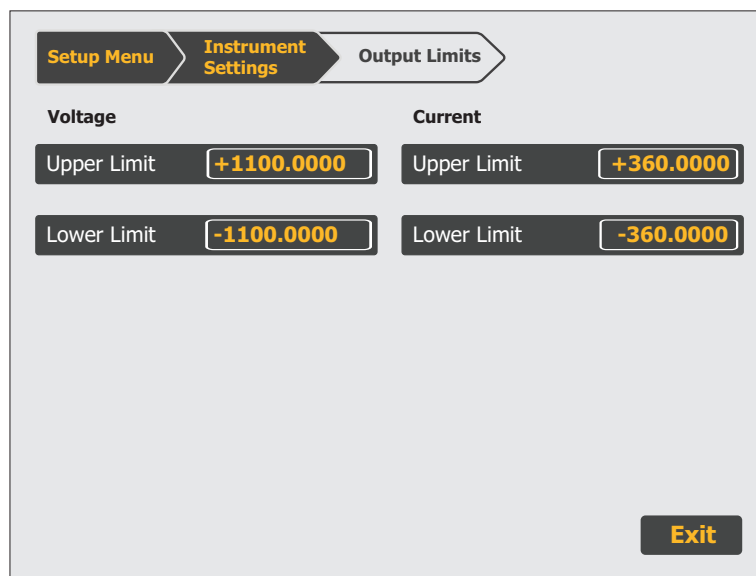 Setup Menu
Instrument
Settings
Output Limits
Voltage
Current
Upper Limit +1100.0000
Upper Limit +360.0000
Lower Limit -1100.0000
Lower Limit -360.0000
Exit